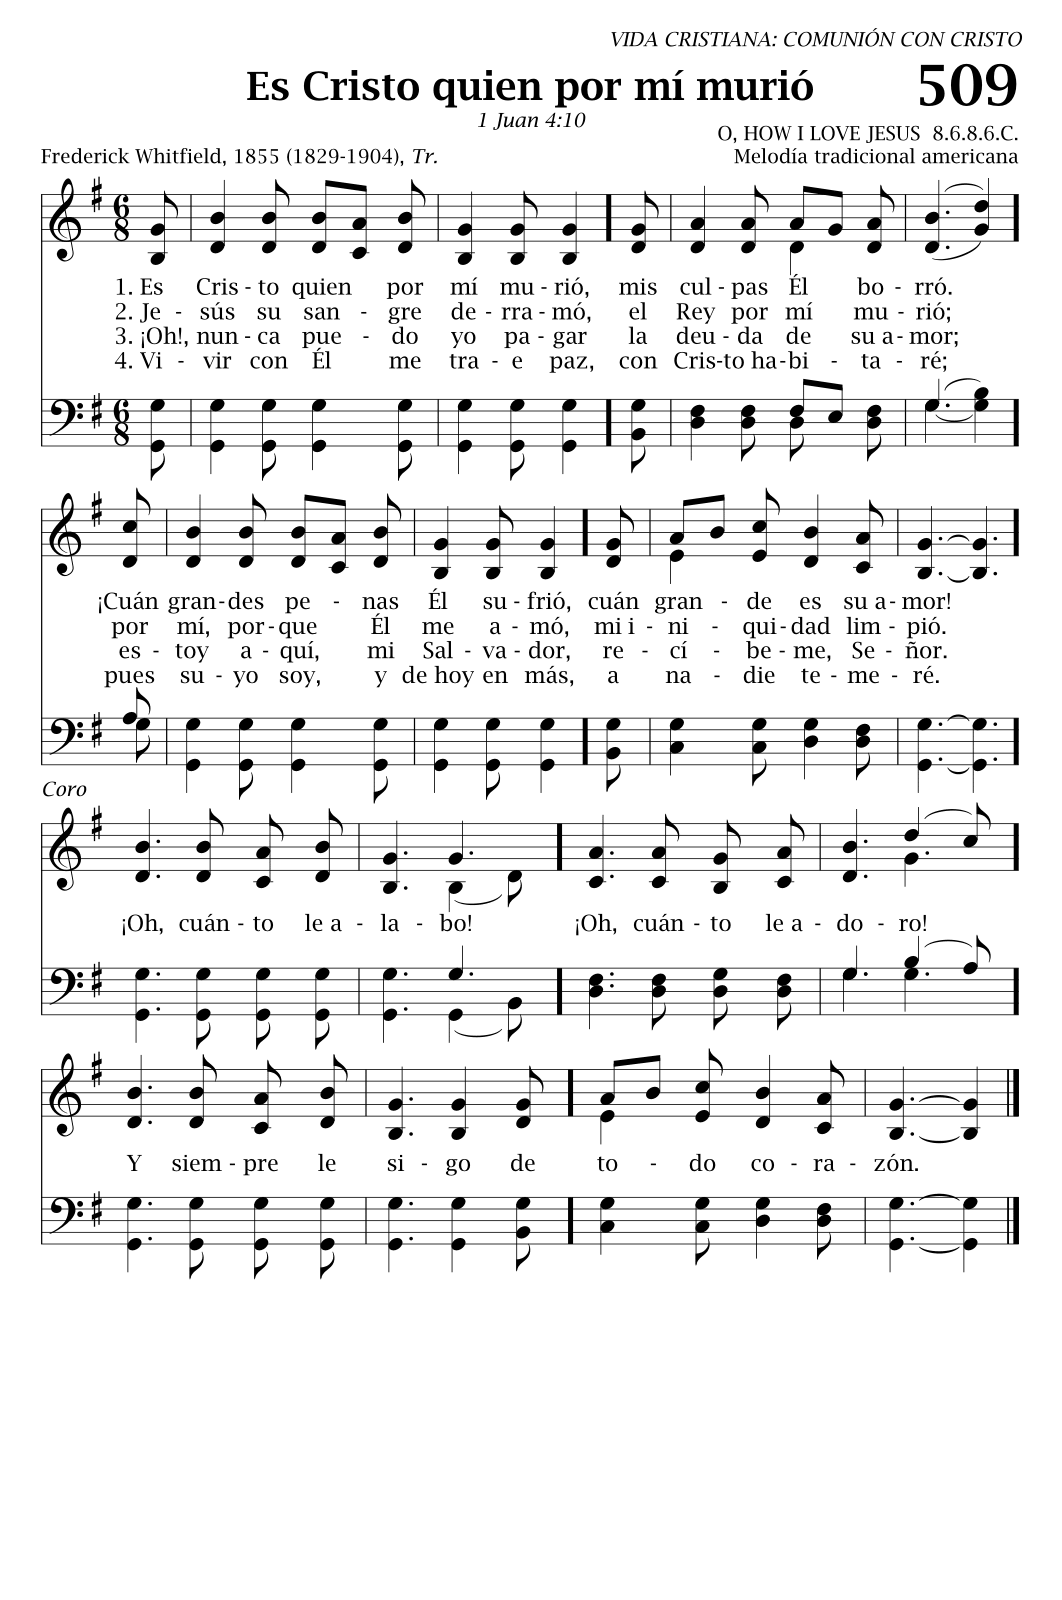 VIDA CRISTIANA: COMUNIÓN CON CRISTO
Es Cristo quien por mí murió
509
1 Juan 4:10
O, HOW I LOVE JESUS 8.6.8.6.C.
Frederick Whitfield, 1855 (1829-1904), Tr.
Melodía tradicional americana
6 8
1. Es Cris - to quien por mí mu - rió, mis cul - pas Él bo - rró.
2. Je - sús su san - gre de - rra - mó, el Rey por mí mu - rió;
3. ¡Oh!, nun - ca pue - do yo pa - gar la deu - da de su a - mor;
4. Vi - vir con Él me tra - e paz, con Cris - to ha - bi - ta - ré;
6 8
¡Cuán gran - des pe - nas Él su - frió, cuán gran - de es su a - mor!
por mí, por - que Él me a - mó, mi i - ni - qui - dad lim - pió.
es - toy a - quí, mi Sal - va - dor, re - cí - be - me, Se - ñor.
pues su - yo soy, y de hoy en más, a na - die te - me - ré.
Coro
¡Oh, cuán - to le a - la - bo! ¡Oh, cuán - to le a - do - ro!
Y siem - pre le si - go de to - do co - ra - zón.